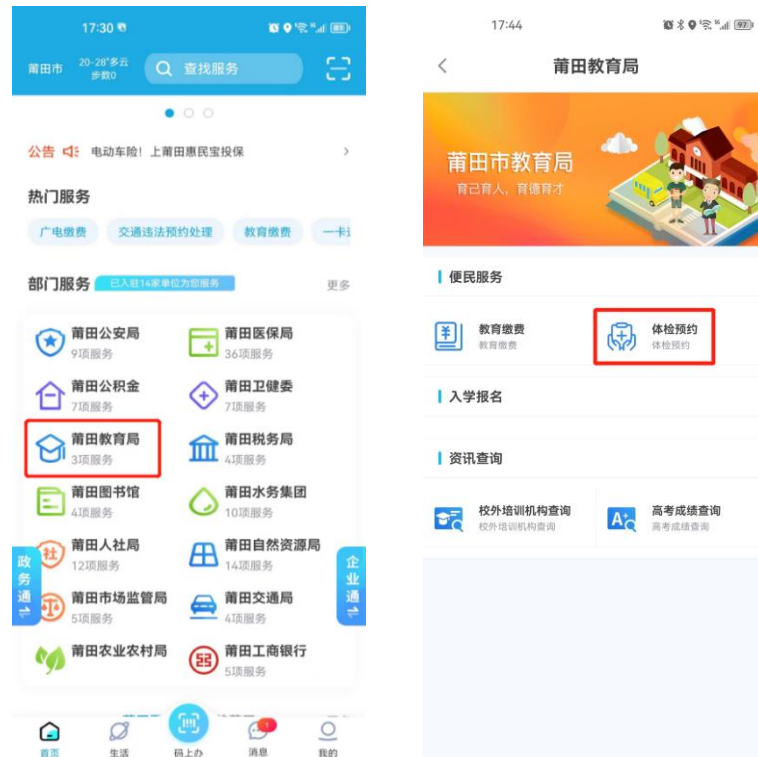 17:30
85
莆田市
20-28°多云
步数0
查找服务
公告
电动车险！上莆田惠民宝投保
热门服务
广电缴费
交通违法预约处理
教育缴费
部门服务
已入驻14家单位为您服务
更多
莆田公安局
9项服务
莆田医保局
36项服务
莆田公积金
7项服务
莆田卫健委
7项服务
莆田教育局
3项服务
莆田税务局
4项服务
莆田图书馆
4项服务
莆田水务集团
10项服务
莆田人社局
12项服务
莆田自然资源局
14项服务
莆田市场监管局
5项服务
莆田交通局
4项服务
莆田农业农村局
莆田工商银行
5项服务
政务通
企业通
首页
生活
码上办
消息
1
我的
17:44
97
莆田教育局
莆田市教育局
育己育人，育德育才
便民服务
教育缴费
教育缴费
体检预约
体检预约
入学报名
资讯查询
校外培训机构查询
校外培训机构查询
高考成绩查询
高考成绩查询